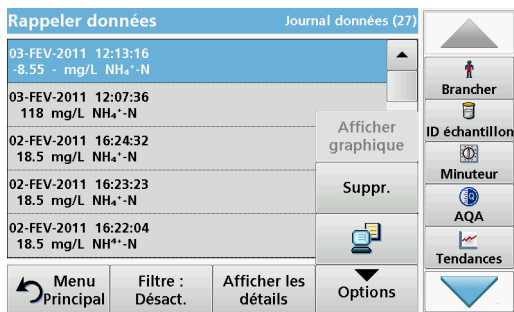 Rappeler données Journal données (27)
03-FEV-2011 12:13:16
-8.55 - mg/L NH₄⁺-N
03-FEV-2011 12:07:36
118 mg/L NH₄⁺-N
02-FEV-2011 16:24:32
18.5 mg/L NH₄⁺-N
02-FEV-2011 16:23:23
18.5 mg/L NH₄⁺-N
02-FEV-2011 16:22:04
18.5 mg/L NH⁴⁺-N
Afficher
graphique
Suppr.
Menu
Principal
Filtre :
Désact.
Afficher les
détails
Options
Brancher
ID échantillon
Minuteur
AQA
Tendances